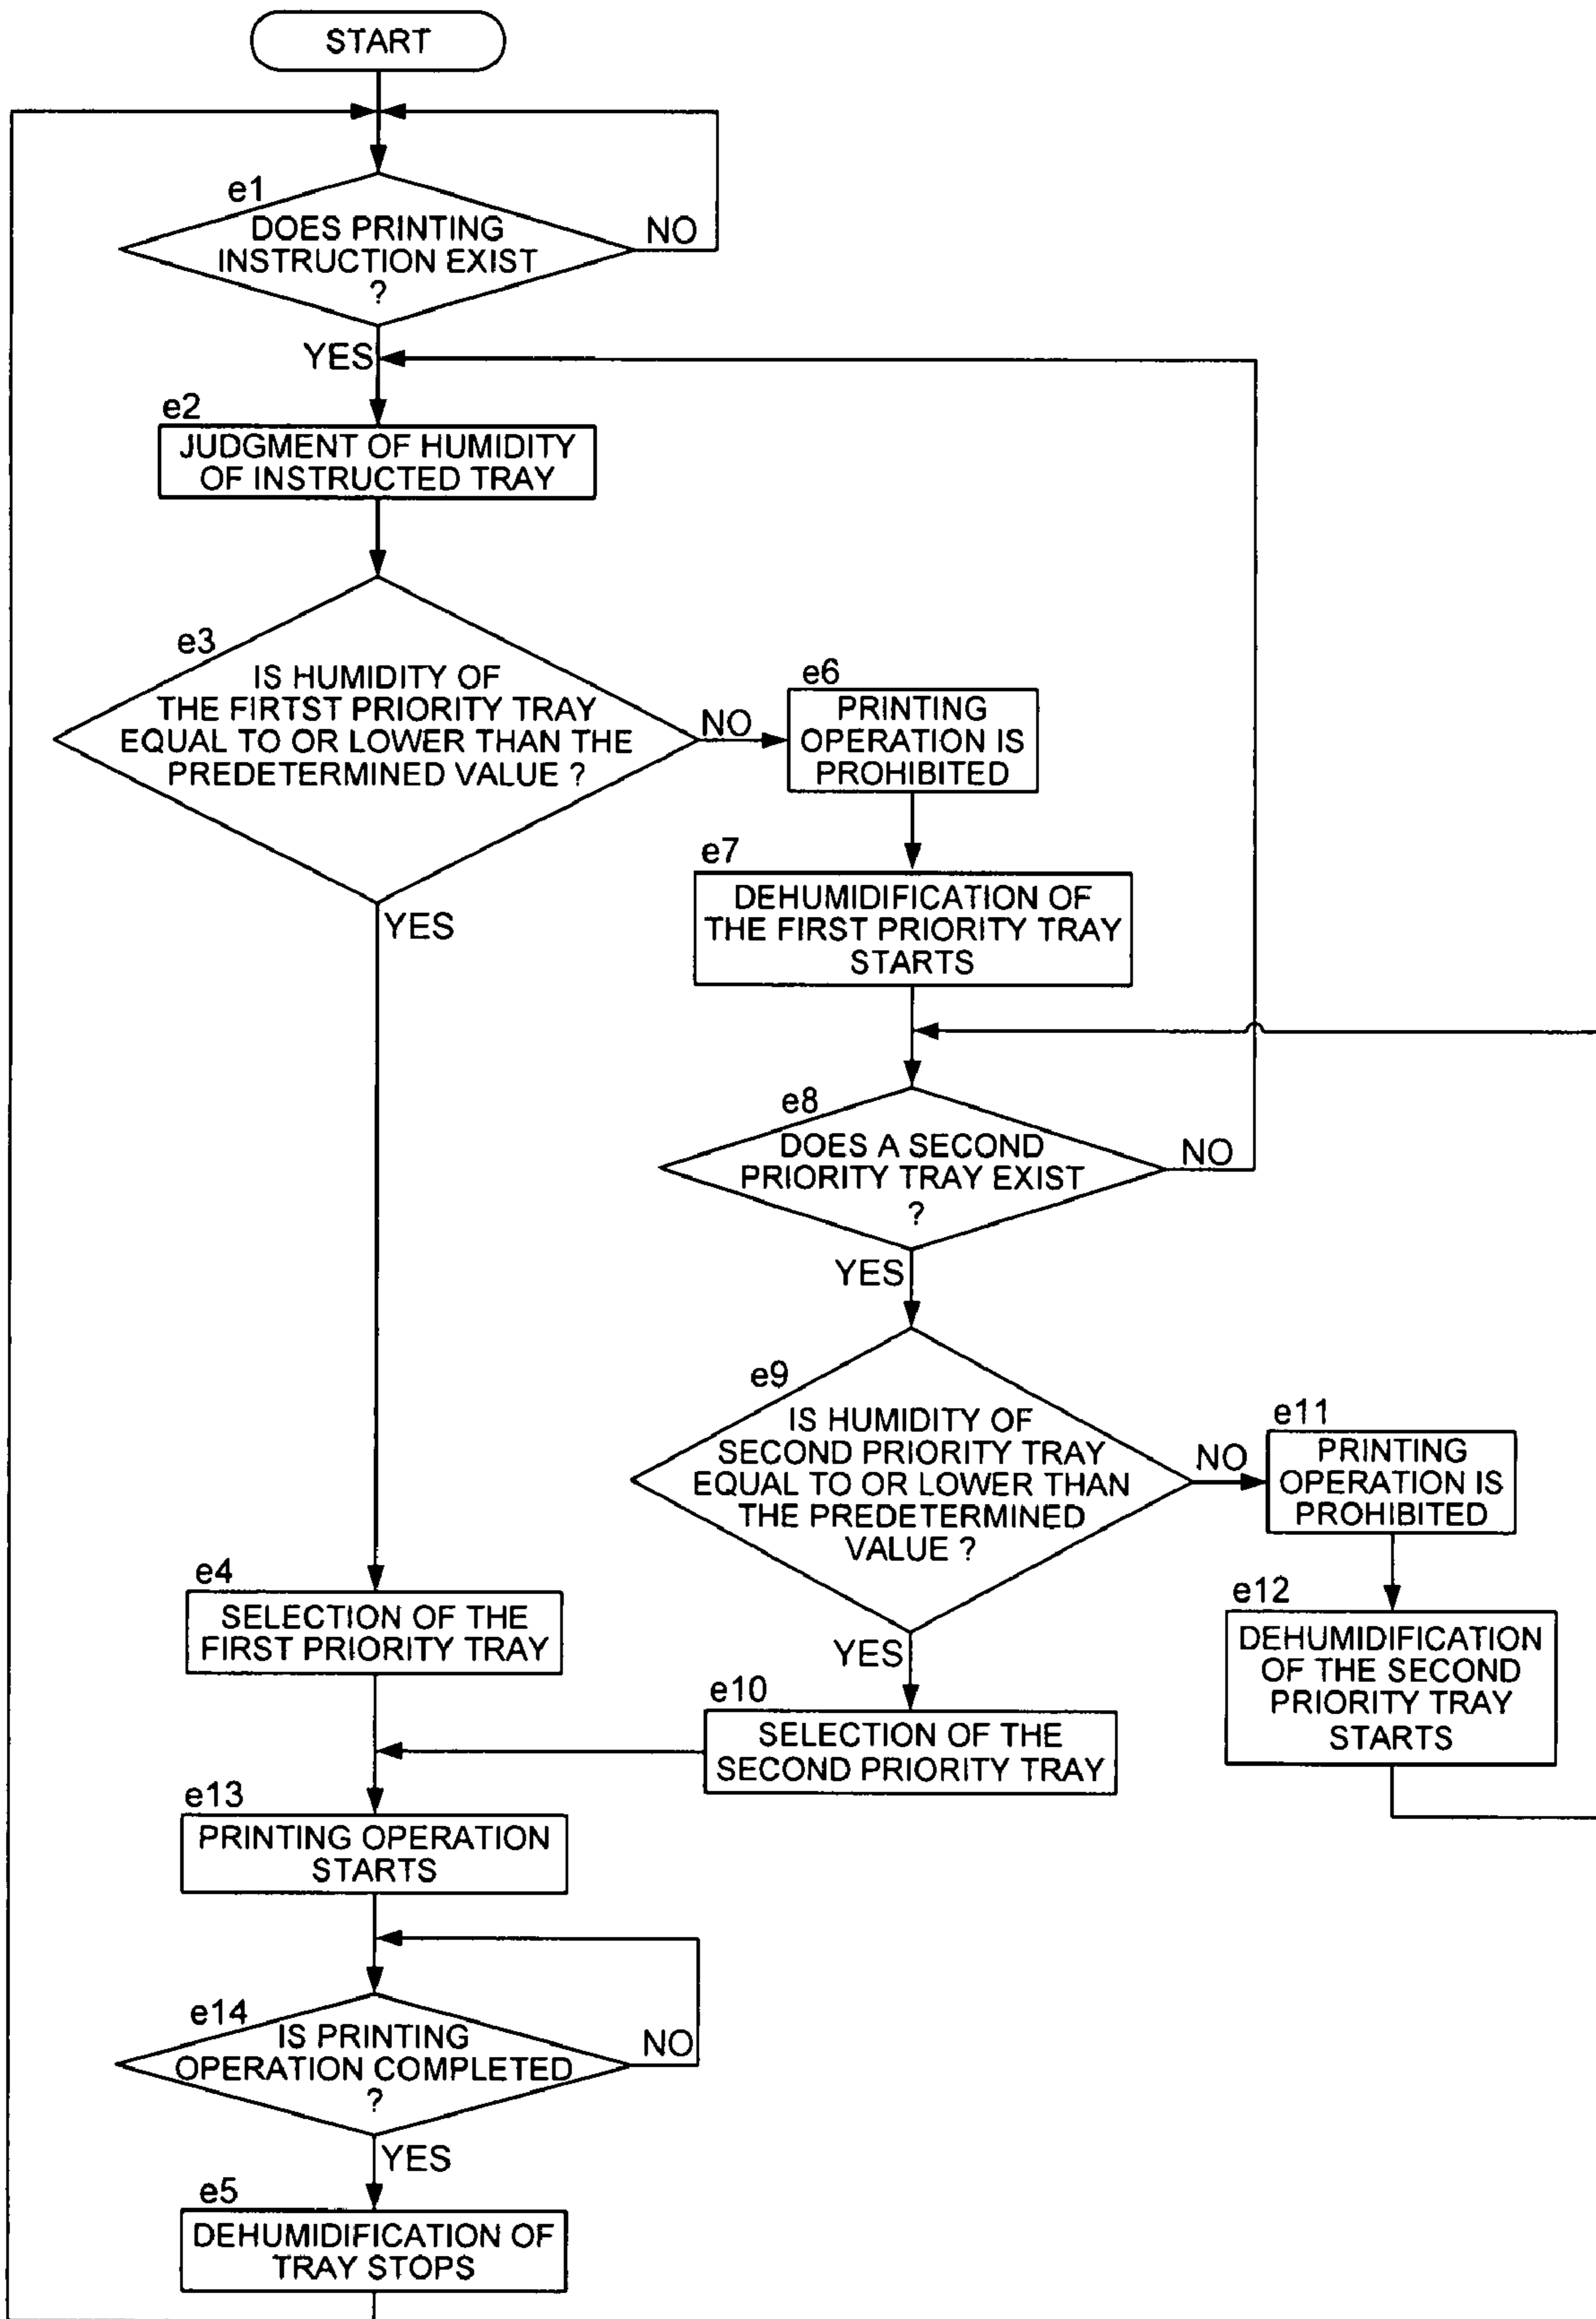 START
e1
DOES PRINTING
INSTRUCTION EXIST
?
NO
YES
e2
JUDGMENT OF HUMIDITY
OF INSTRUCTED TRAY
e3
IS HUMIDITY OF
THE FIRTST PRIORITY TRAY
EQUAL TO OR LOWER THAN THE
PREDETERMINED VALUE ?
NO
YES
e6
PRINTING
OPERATION IS
PROHIBITED
e7
DEHUMIDIFICATION OF
THE FIRST PRIORITY TRAY
STARTS
e8
DOES A SECOND
PRIORITY TRAY EXIST
?
NO
YES
e9
IS HUMIDITY OF
SECOND PRIORITY TRAY
EQUAL TO OR LOWER THAN
THE PREDETERMINED
VALUE ?
NO
YES
e11
PRINTING
OPERATION IS
PROHIBITED
e12
DEHUMIDIFICATION
OF THE SECOND
PRIORITY TRAY
STARTS
e4
SELECTION OF THE
FIRST PRIORITY TRAY
e10
SELECTION OF THE
SECOND PRIORITY TRAY
e13
PRINTING OPERATION
STARTS
e14
IS PRINTING
OPERATION COMPLETED
?
NO
YES
e5
DEHUMIDIFICATION OF
TRAY STOPS